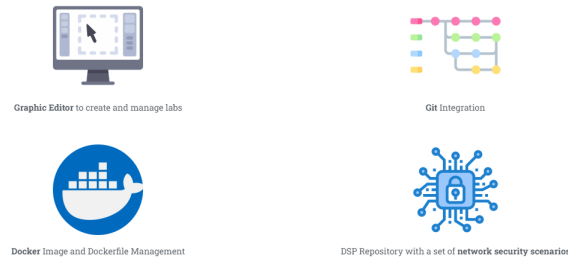 Graphic Editor to create and manage labs
Git Integration
Docker Image and Dockerfile Management
DSP Repository with a set of network security scenarios